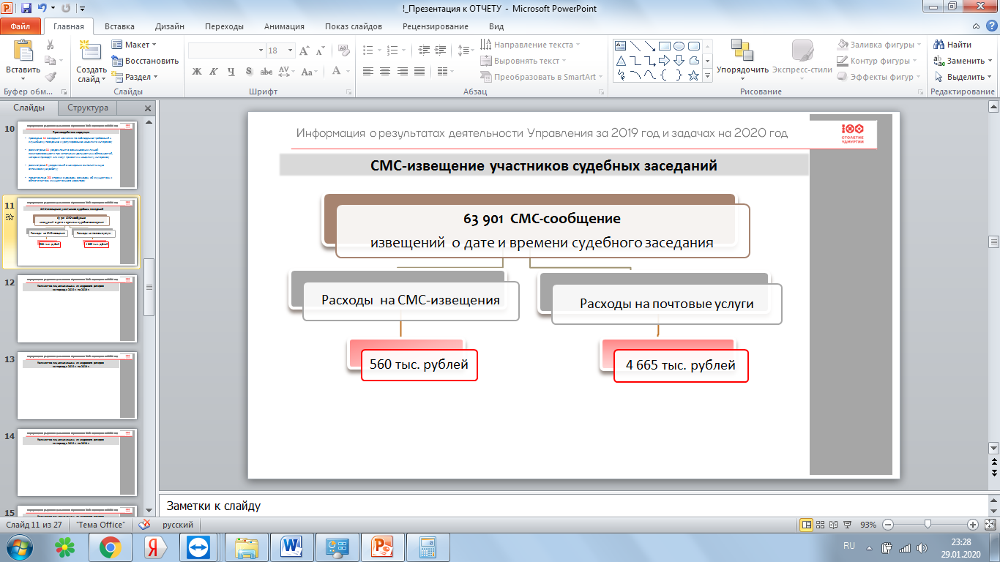 !_Презентация к ОТЧЕТУ - Microsoft PowerPoint
Файл Главная Вставка Дизайн Переходы Анимация Показ слайдов Рецензирование Вид
Вставить
Буфер обм...
Создать слайд
Макет
Восстановить
Раздел
Слайды
18
Ж К Ч S abc AV Aa А
Шрифт
Направление текста
Выровнять текст
Преобразовать в SmartArt
Абзац
Упорядочить
Экспресс-стили
Заливка фигуры
Контур фигуры
Эффекты фигур
Рисование
Найти
Заменить
Выделить
Редактирование
Слайды Структура
10
11
12
13
14
15
Информация о результатах деятельности Управления за 2019 год и задачах на 2020 год
100
СТОЛЕТИЕ
УДМУРТИИ
СМС-извещение участников судебных заседаний
63 901 СМС-сообщение
извещений о дате и времени судебного заседания
Расходы на СМС-извещения
Расходы на почтовые услуги
560 тыс. рублей
4 665 тыс. рублей
Заметки к слайду
Слайд 11 из 27 "Тема Office" русский 93%
RU 23:28
29.01.2020